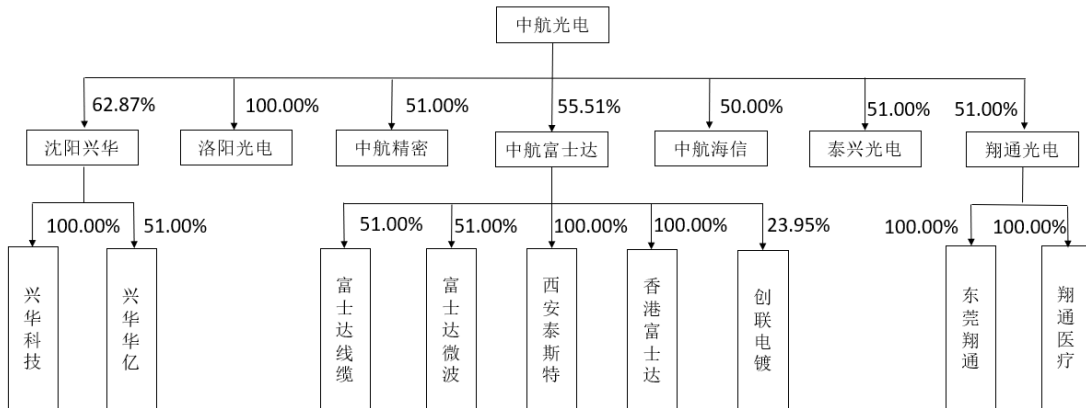 中航光电
62.87%
100.00%
51.00%
55.51%
50.00%
51.00%
51.00%
沈阳兴华
洛阳光电
中航精密
中航富士达
中航海信
泰兴光电
翔通光电
100.00%
51.00%
51.00%
51.00%
100.00%
100.00%
23.95%
100.00%
100.00%
兴华科技
兴华华亿
富士达线缆
富士达微波
西安泰斯特
香港富士达
创联电镀
东莞翔通
翔通医疗